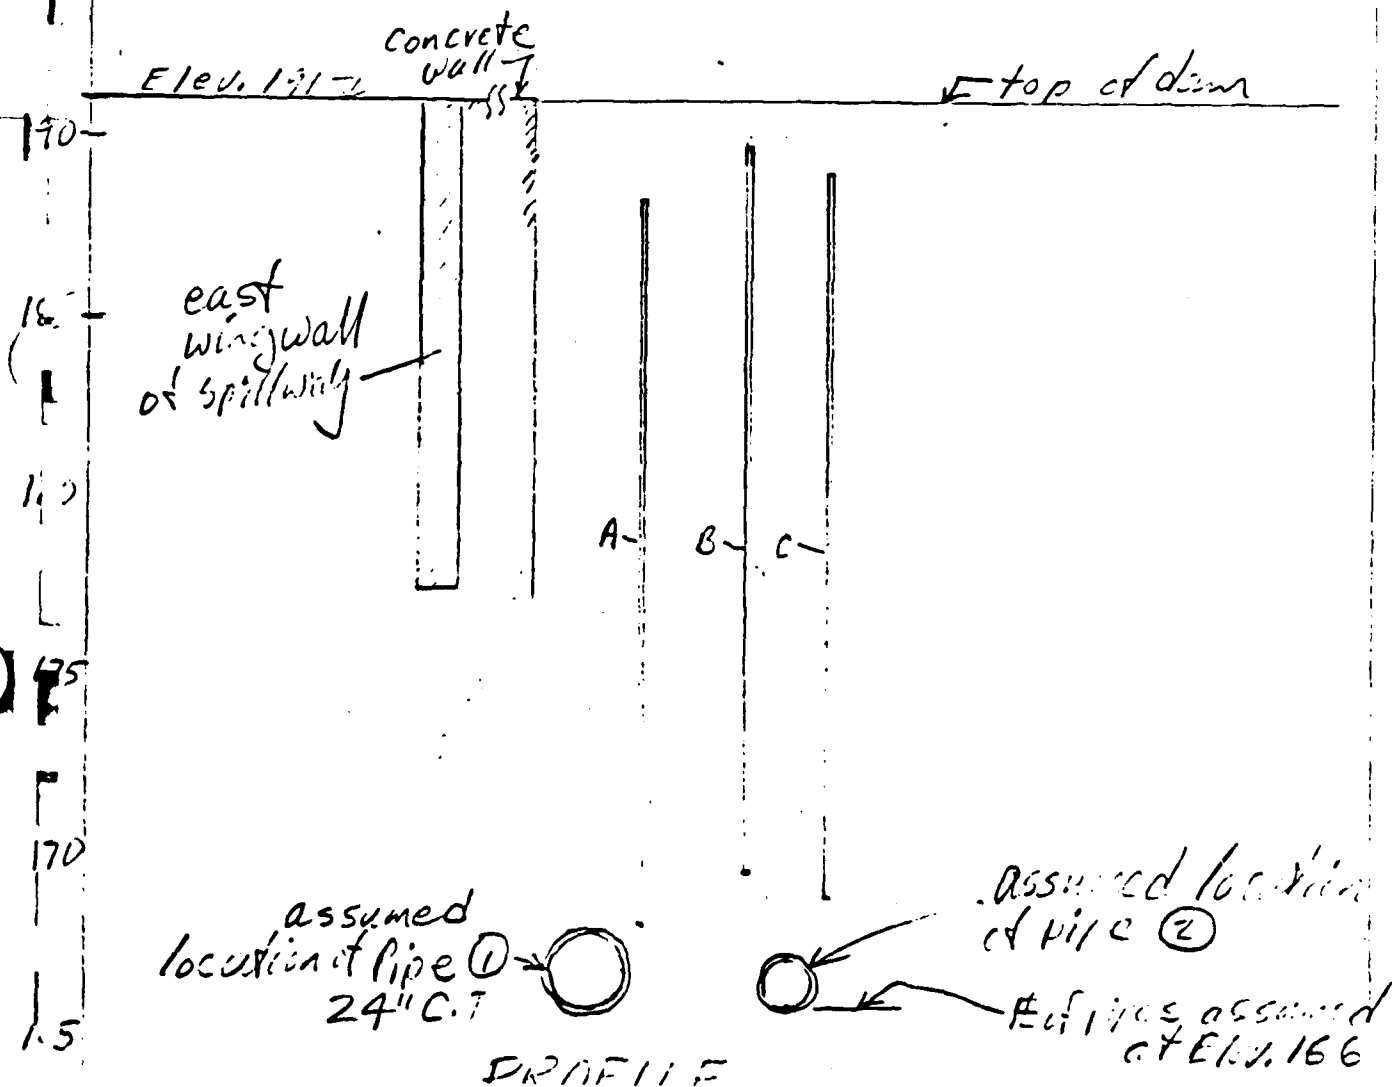 concrete
wall
Elev. 191
top of dam
190
east
wingwall
of spillway
A
B
C
175
170
assumed
location of Pipe ①
24" C.I
assumed location
of pipe ②
of pipes assumed
at Elev. 166
PROFILE